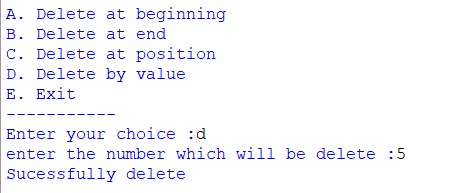 A. Delete at beginning
B. Delete at end
C. Delete at position
D. Delete by value
E. Exit
-----------
Enter your choice :d
enter the number which will be delete :5
Sucessfully delete